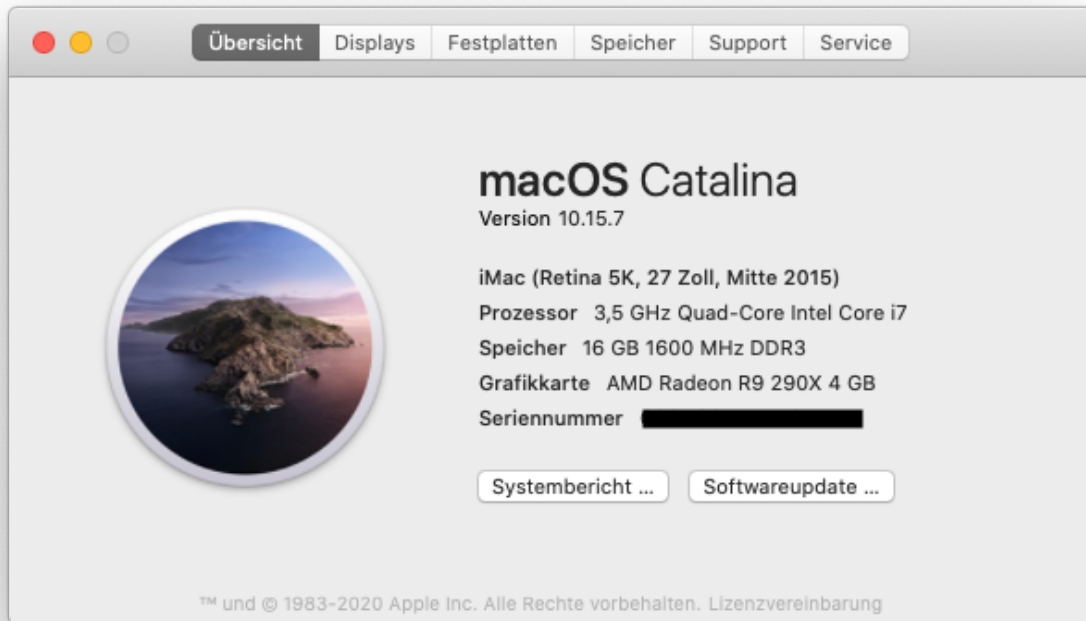 Übersicht Displays Festplatten Speicher Support Service
macOS Catalina
Version 10.15.7
iMac (Retina 5K, 27 Zoll, Mitte 2015)
Prozessor 3,5 GHz Quad-Core Intel Core i7
Speicher 16 GB 1600 MHz DDR3
Grafikkarte AMD Radeon R9 290X 4 GB
Seriennummer
Systembericht ... Softwareupdate ...
™ und © 1983-2020 Apple Inc. Alle Rechte vorbehalten. Lizenzvereinbarung